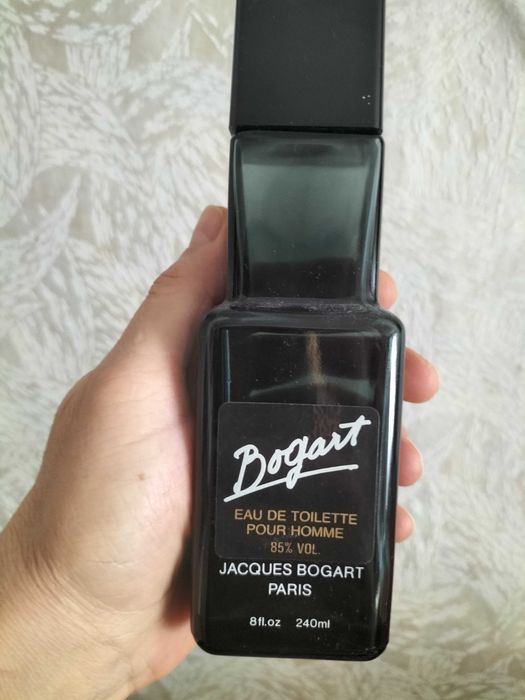 Bogart
EAU DE TOILETTE
POUR HOMME
85% VOL.
JACQUES BOGART
PARIS
8fl.oz 240ml